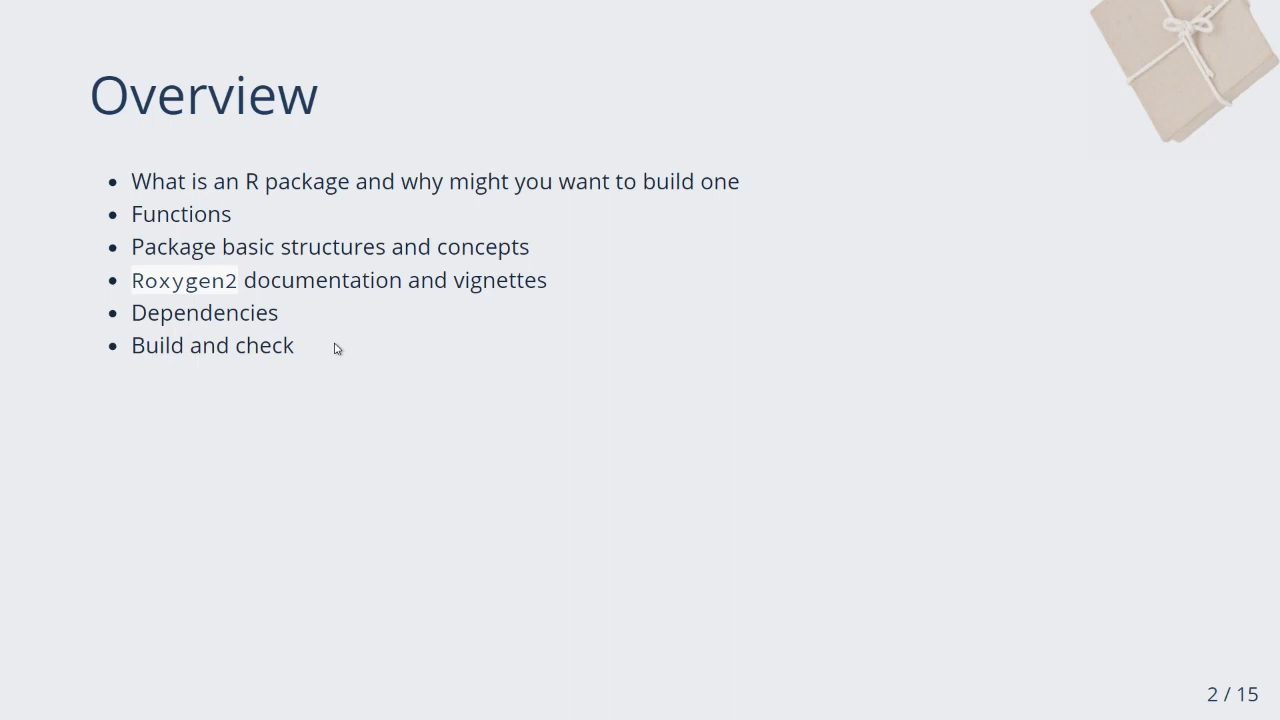 Overview
• What is an R package and why might you want to build one
• Functions
• Package basic structures and concepts
• Roxygen2 documentation and vignettes
• Dependencies
• Build and check
2 / 15